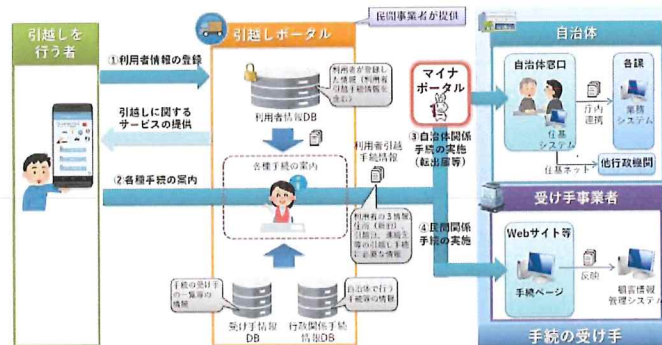 引越しを
行う者
①利用者情報の登録
引越しに関する
サービスの提供
②各種手続の案内
引越しポータル
民間事業者が提供
利用者が登録し
た情報（利用者
引越手続情報を
含む）
利用者情報DB
各種手続の案内
利用者引越
手続情報
利用者の3情報
住所（新旧）、
引越日、連絡先
等の引越し手続
に必要な情報
手続の受け手
の一覧等の
情報
受け手情報
DB
自治体で行う
手続等の情報
行政関係手続
情報DB
マイナ
ポータル
③自治体関係
手続の実施
（転出届等）
④民間関係
手続の実施
自治体
自治体窓口
住基
システム
庁内
連携
各課
業務
システム
住基ネット
他行政機関
受け手事業者
Webサイト等
手続ページ
反映
顧客情報
管理システム
手続の受け手